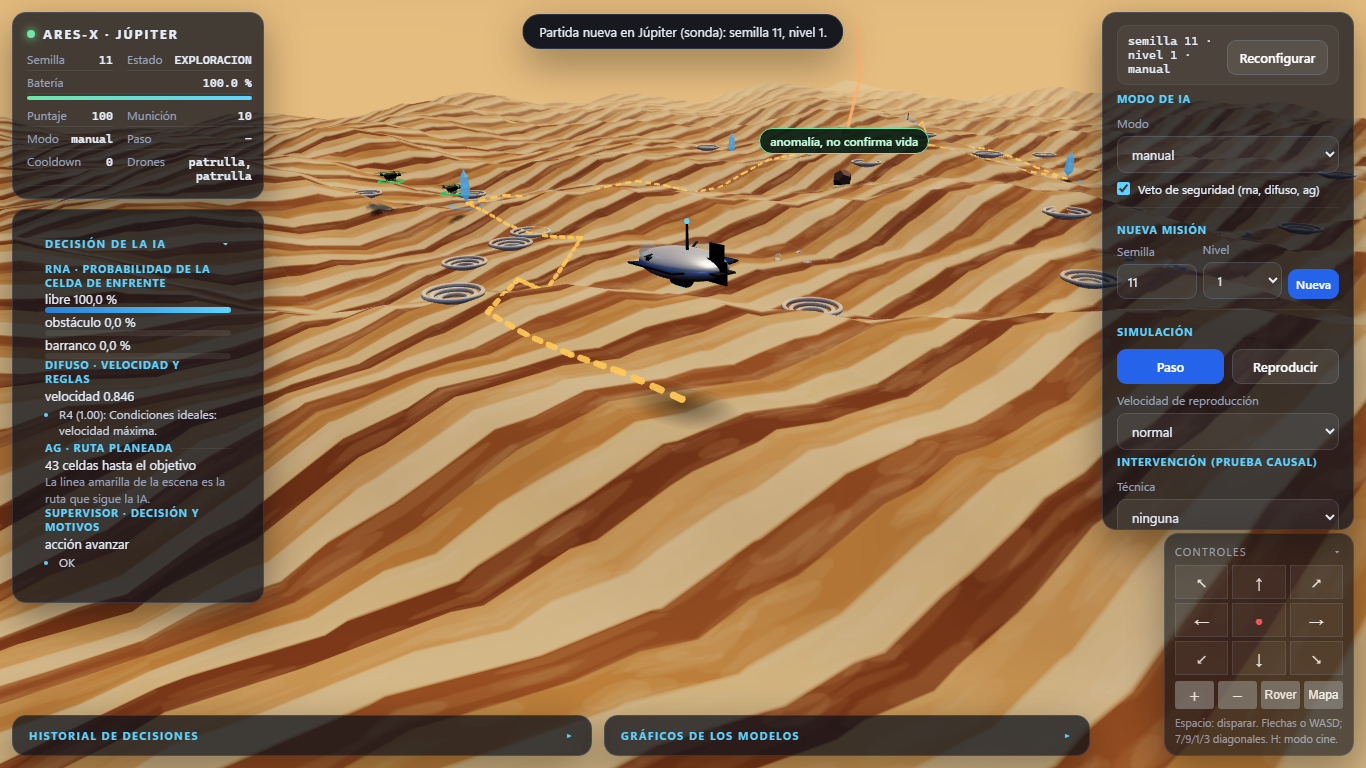 ARES-X · JÚPITER
Semilla 11 Estado EXPLORACION
Batería 100.0 %
Puntaje 100 Munición 10
Modo manual Paso –
Cooldown 0 Drones patrulla,
patrulla
DECISIÓN DE LA IA
RNA · PROBABILIDAD DE LA
CELDA DE ENFRENTE
libre 100,0 %
obstáculo 0,0 %
barranco 0,0 %
DIFUSO · VELOCIDAD Y
REGLAS
velocidad 0.846
R4 (1.00): Condiciones ideales:
velocidad máxima.
AG · RUTA PLANEADA
43 celdas hasta el objetivo
La línea amarilla de la escena es la
ruta que sigue la IA.
SUPERVISOR · DECISIÓN Y
MOTIVOS
acción avanzar
OK
Partida nueva en Júpiter (sonda): semilla 11, nivel 1.
anomalía, no confirma vida
semilla 11 ·
nivel 1 ·
manual
Reconfigurar
MODO DE IA
Modo
manual
Veto de seguridad (rna, difuso, ag)
NUEVA MISIÓN
Semilla Nivel
11 1 Nueva
SIMULACIÓN
Paso Reproducir
Velocidad de reproducción
normal
INTERVENCIÓN (PRUEBA CAUSAL)
Técnica
ninguna
CONTROLES
↖ ↑ ↗
← ● →
↙ ↓ ↘
+ − Rover Mapa
Espacio: disparar. Flechas o WASD;
7/9/1/3 diagonales. H: modo cine.
HISTORIAL DE DECISIONES
GRÁFICOS DE LOS MODELOS